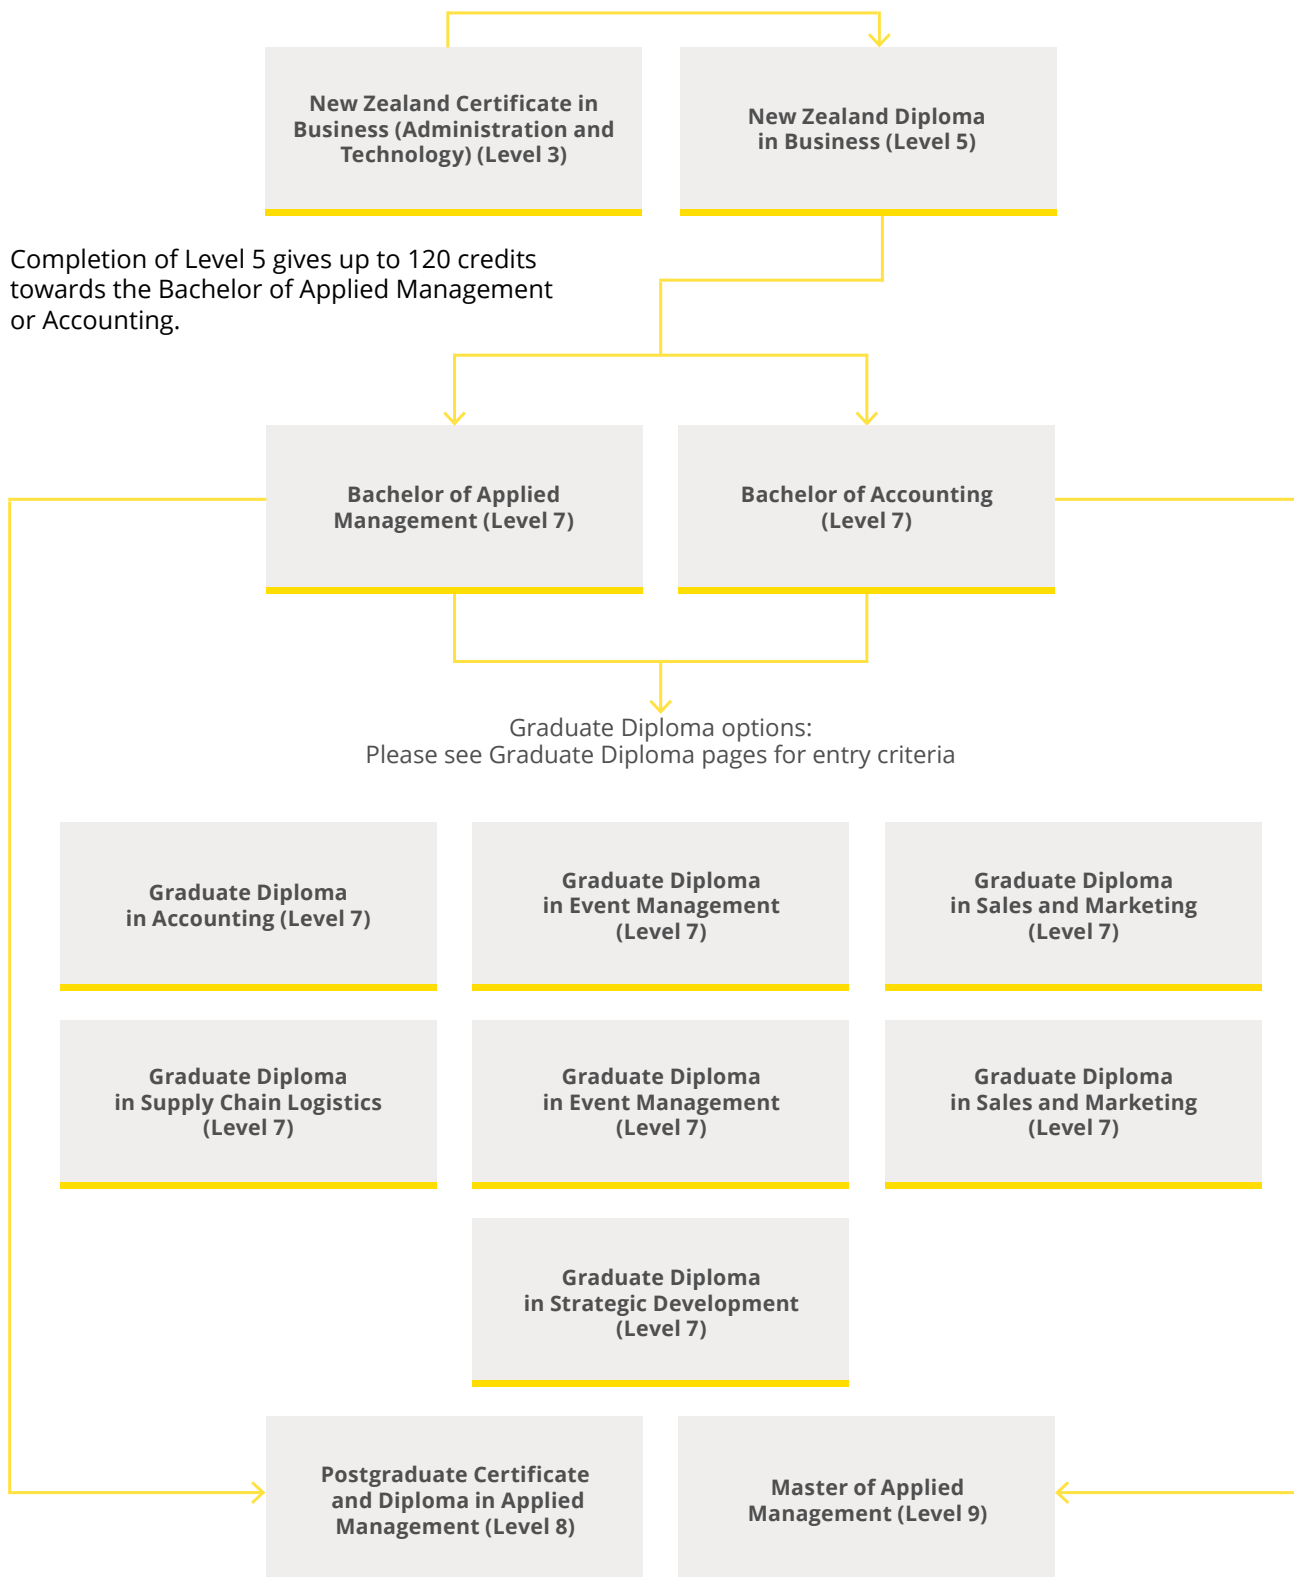 New Zealand Certificate in
Business (Administration and
Technology) (Level 3)
New Zealand Diploma
in Business (Level 5)
Completion of Level 5 gives up to 120 credits
towards the Bachelor of Applied Management
or Accounting.
Bachelor of Applied
Management (Level 7)
Bachelor of Accounting
(Level 7)
Graduate Diploma options:
Please see Graduate Diploma pages for entry criteria
Graduate Diploma
in Accounting (Level 7)
Graduate Diploma
in Event Management
(Level 7)
Graduate Diploma
in Sales and Marketing
(Level 7)
Graduate Diploma
in Supply Chain Logistics
(Level 7)
Graduate Diploma
in Event Management
(Level 7)
Graduate Diploma
in Sales and Marketing
(Level 7)
Graduate Diploma
in Strategic Development
(Level 7)
Postgraduate Certificate
and Diploma in Applied
Management (Level 8)
Master of Applied
Management (Level 9)